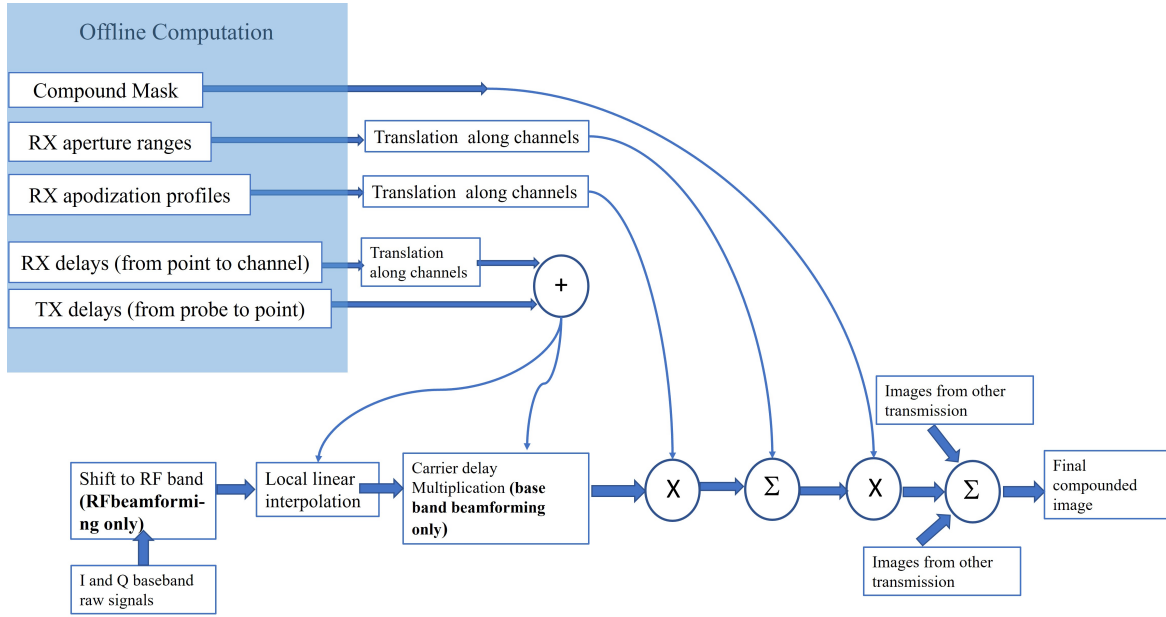 Offline Computation
Compound Mask
RX aperture ranges
Translation along channels
RX apodization profiles
Translation along channels
RX delays (from point to channel)
Translation
along channels
+
TX delays (from probe to point)
Images from other
transmission
Shift to RF band
(RFbeamformi-
ng only)
Local linear
interpolation
Carrier delay
Multiplication (base
band beamforming
only)
X
Σ
X
Σ
Final
compounded
image
Images from other
transmission
I and Q baseband
raw signals